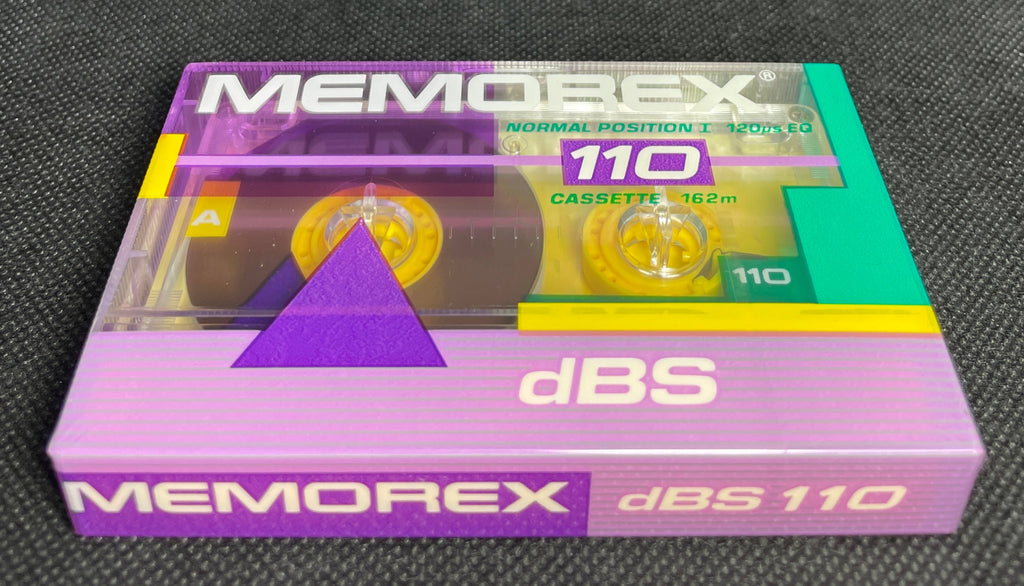 MEMOREX®
NORMAL POSITION I 120µs EQ
110
CASSETTE 162m
A
110
dBS
MEMOREX dBS 110